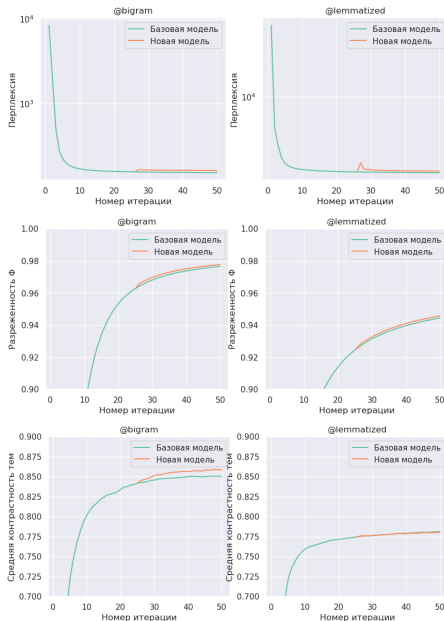 @bigram
@lemmatized
10⁴
10³
Перплексия
Базовая модель
Новая модель
0 10 20 30 40 50
Номер итерации
10⁴
Перплексия
Базовая модель
Новая модель
0 10 20 30 40 50
Номер итерации
@bigram
@lemmatized
1.00
0.98
0.96
0.94
0.92
0.90
Разреженность Φ
Базовая модель
Новая модель
0 10 20 30 40 50
Номер итерации
1.00
0.98
0.96
0.94
0.92
0.90
Разреженность Φ
Базовая модель
Новая модель
0 10 20 30 40 50
Номер итерации
@bigram
@lemmatized
0.900
0.875
0.850
0.825
0.800
0.775
0.750
0.725
0.700
Средняя контрастность тем
Базовая модель
Новая модель
0 10 20 30 40 50
Номер итерации
0.900
0.875
0.850
0.825
0.800
0.775
0.750
0.725
0.700
Средняя контрастность тем
Базовая модель
Новая модель
0 10 20 30 40 50
Номер итерации